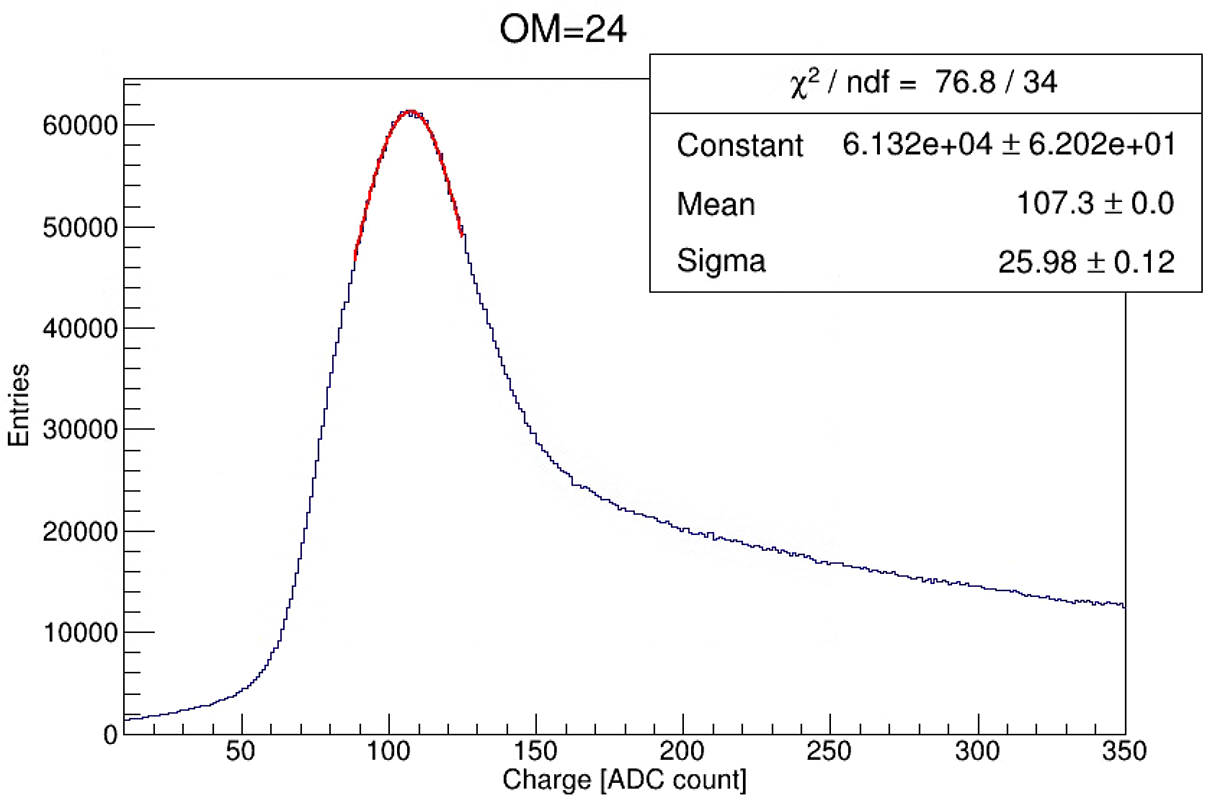 OM=24
χ² / ndf = 76.8 / 34
Constant 6.132e+04 ± 6.202e+01
Mean 107.3 ± 0.0
Sigma 25.98 ± 0.12
60000
50000
40000
30000
20000
10000
0
Entries
50 100 150 200 250 300 350
Charge [ADC count]